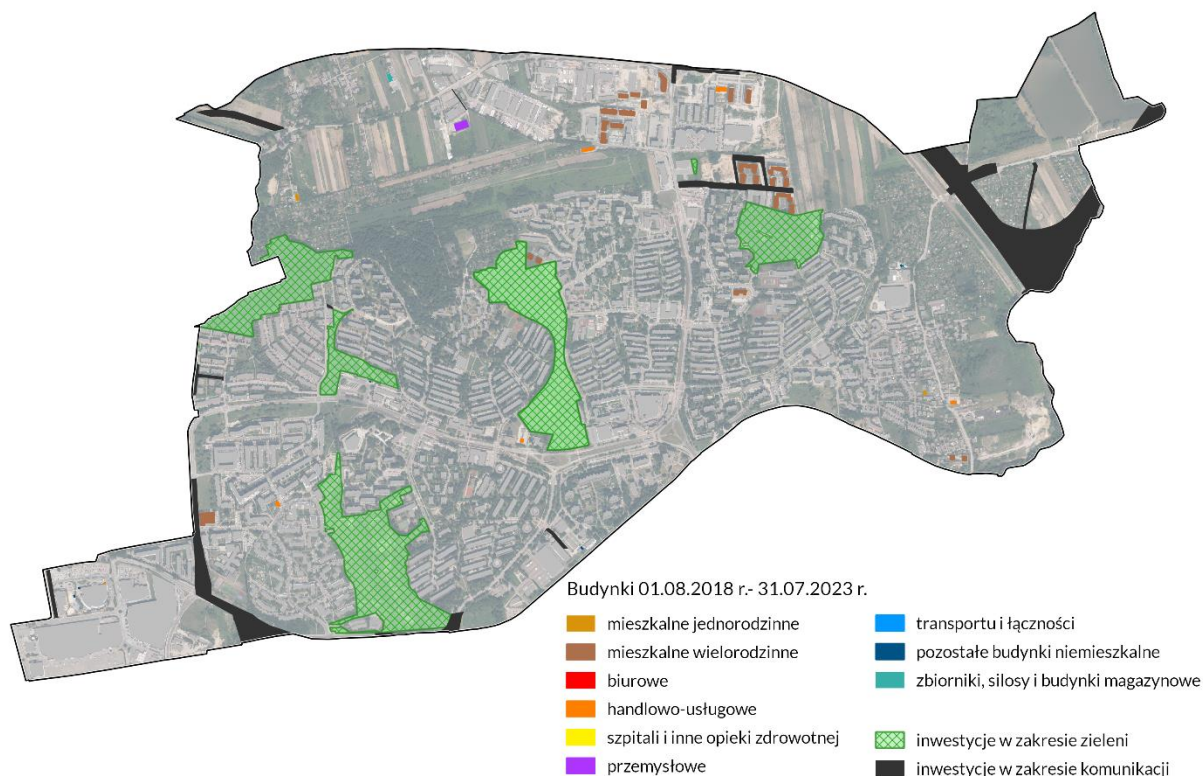 Budynki 01.08.2018 r.- 31.07.2023 r.
mieszkalne jednorodzinne
mieszkalne wielorodzinne
biurowe
handlowo-usługowe
szpitali i inne opieki zdrowotnej
przemysłowe
transportu i łączności
pozostałe budynki niemieszkalne
zbiorniki, silosy i budynki magazynowe
inwestycje w zakresie zieleni
inwestycje w zakresie komunikacji